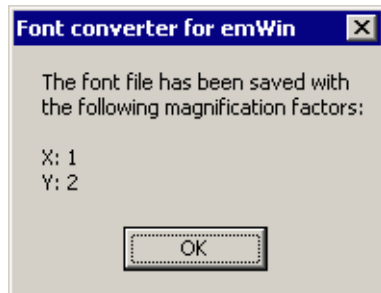 Font converter for emWin
The font file has been saved with
the following magnification factors:
X: 1
Y: 2
OK